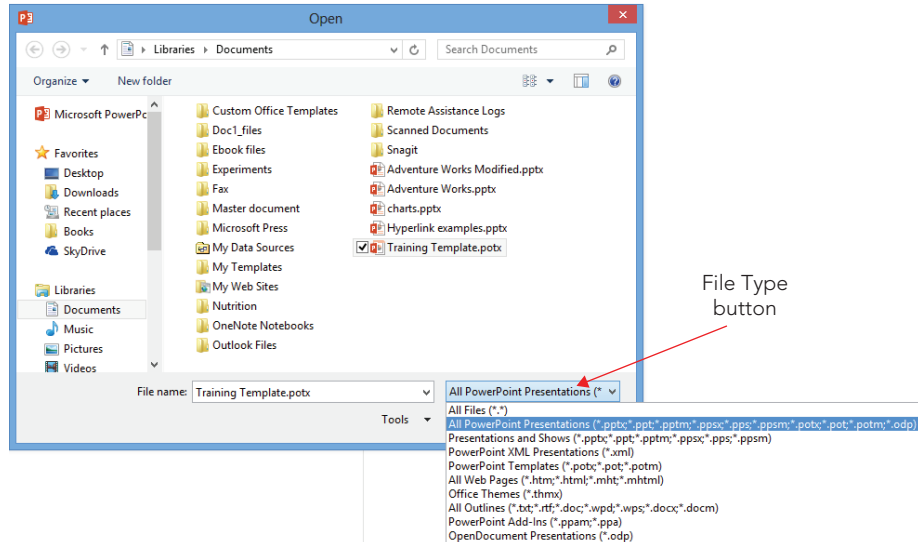 Open
Libraries Documents
Search Documents
Organize
New folder
Microsoft PowerPc
Favorites
Desktop
Downloads
Recent places
Books
SkyDrive
Libraries
Documents
Music
Pictures
Videos
Custom Office Templates
Doc1_files
Ebook files
Experiments
Fax
Master document
Microsoft Press
My Data Sources
My Templates
My Web Sites
Nutrition
OneNote Notebooks
Outlook Files
Remote Assistance Logs
Scanned Documents
Snagit
Adventure Works Modified.pptx
Adventure Works.pptx
charts.pptx
Hyperlink examples.pptx
Training Template.potx
File Type
button
File name: Training Template.potx
All PowerPoint Presentations (*
Tools
All Files (*.*)
All PowerPoint Presentations (*.pptx;*.ppt;*.pptm;*.ppsx;*.pps;*.ppsm;*.potx;*.pot;*.potm;*.odp)
Presentations and Shows (*.pptx;*.ppt;*.pptm;*.ppsx;*.pps;*.ppsm)
PowerPoint XML Presentations (*.xml)
PowerPoint Templates (*.potx;*.pot;*.potm)
All Web Pages (*.htm;*.html;*.mht;*.mhtml)
Office Themes (*.thmx)
All Outlines (*.txt;*.rtf;*.doc;*.wpd;*.wps;*.docx;*.docm)
PowerPoint Add-Ins (*.ppam;*.ppa)
OpenDocument Presentations (*.odp)